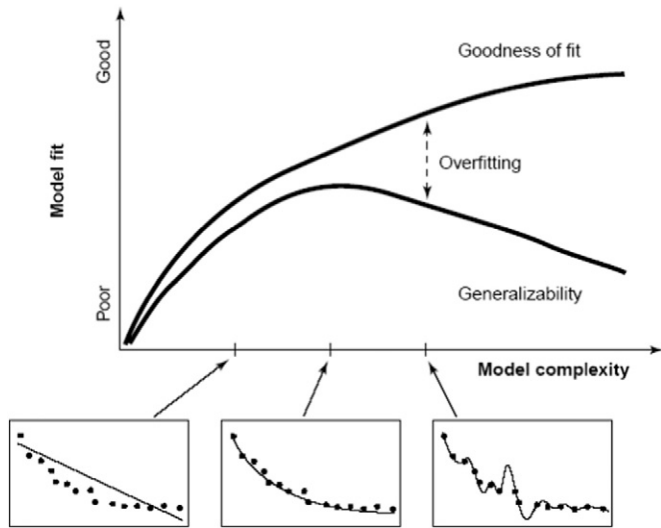 Good
Goodness of fit
Model fit
Overfitting
Poor
Generalizability
Model complexity